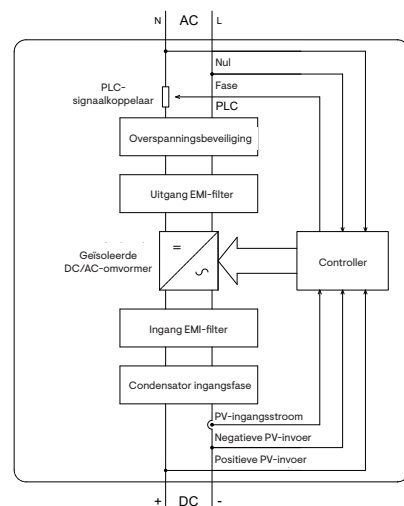 N AC L
Nul
Fase
PLC-
signaalkoppelaar
PLC
Overspanningsbeveiliging
Uitgang EMI-filter
Geïsoleerde
DC/AC-omvormer
=
∿
Controller
Ingang EMI-filter
Condensator ingangsfase
PV-ingangsstroom
Negatieve PV-invoer
Positieve PV-invoer
+ DC -